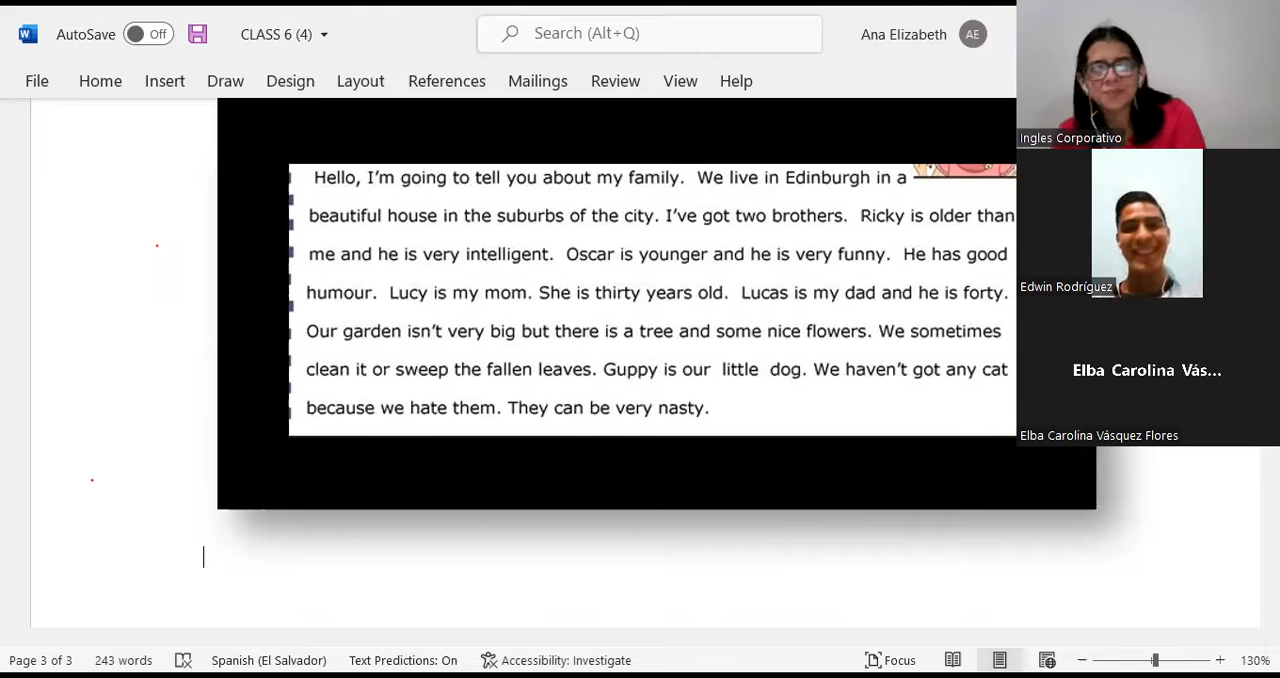 AutoSave Off CLASS 6 (4) Search (Alt+Q) Ana Elizabeth AE
File Home Insert Draw Design Layout References Mailings Review View Help
Ingles Corporativo
Hello, I'm going to tell you about my family. We live in Edinburgh in a
beautiful house in the suburbs of the city. I've got two brothers. Ricky is older than
me and he is very intelligent. Oscar is younger and he is very funny. He has good
humour. Lucy is my mom. She is thirty years old. Lucas is my dad and he is forty.
Our garden isn't very big but there is a tree and some nice flowers. We sometimes
clean it or sweep the fallen leaves. Guppy is our little dog. We haven't got any cat
because we hate them. They can be very nasty.
Edwin Rodríguez
Elba Carolina Vás...
Elba Carolina Vásquez Flores
Page 3 of 3 243 words Spanish (El Salvador) Text Predictions: On Accessibility: Investigate Focus 130%